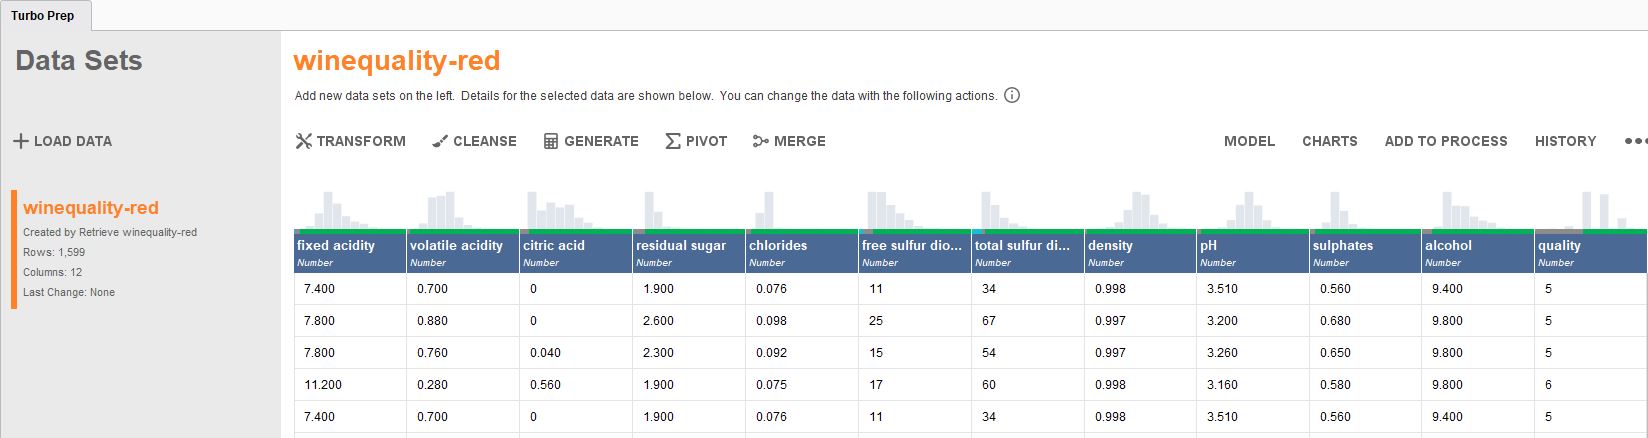 Turbo Prep
Data Sets
winequality-red
Add new data sets on the left. Details for the selected data are shown below. You can change the data with the following actions.
LOAD DATA
TRANSFORM CLEANSE GENERATE PIVOT MERGE MODEL CHARTS ADD TO PROCESS HISTORY
winequality-red
Created by Retrieve winequality-red
Rows: 1,599
Columns: 12
Last Change: None
fixed acidity volatile acidity citric acid residual sugar chlorides free sulfur dio... total sulfur di... density pH sulphates alcohol quality
Number Number Number Number Number Number Number Number Number Number Number Number
7.400 0.700 0 1.900 0.076 11 34 0.998 3.510 0.560 9.400 5
7.800 0.880 0 2.600 0.098 25 67 0.997 3.200 0.680 9.800 5
7.800 0.760 0.040 2.300 0.092 15 54 0.997 3.260 0.650 9.800 5
11.200 0.280 0.560 1.900 0.075 17 60 0.998 3.160 0.580 9.800 6
7.400 0.700 0 1.900 0.076 11 34 0.998 3.510 0.560 9.400 5